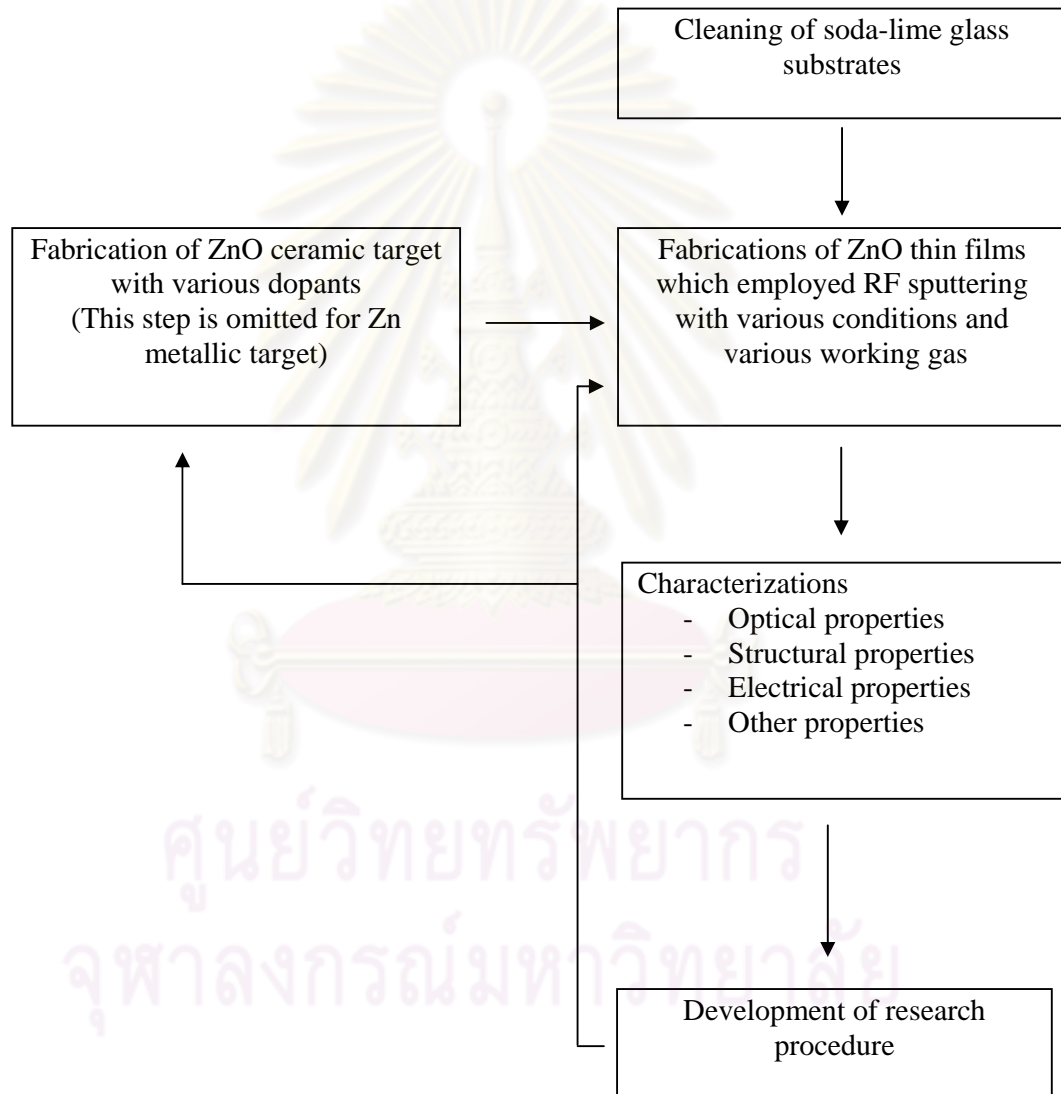 Cleaning of soda-lime glass
substrates
Fabrication of ZnO ceramic target
with various dopants
(This step is omitted for Zn
metallic target)
Fabrications of ZnO thin films
which employed RF sputtering
with various conditions and
various working gas
Characterizations
- Optical properties
- Structural properties
- Electrical properties
- Other properties
ศูนย์วิทยทรัพยากร
จุฬาลงกรณ์มหาวิทยาลัย
Development of research
procedure